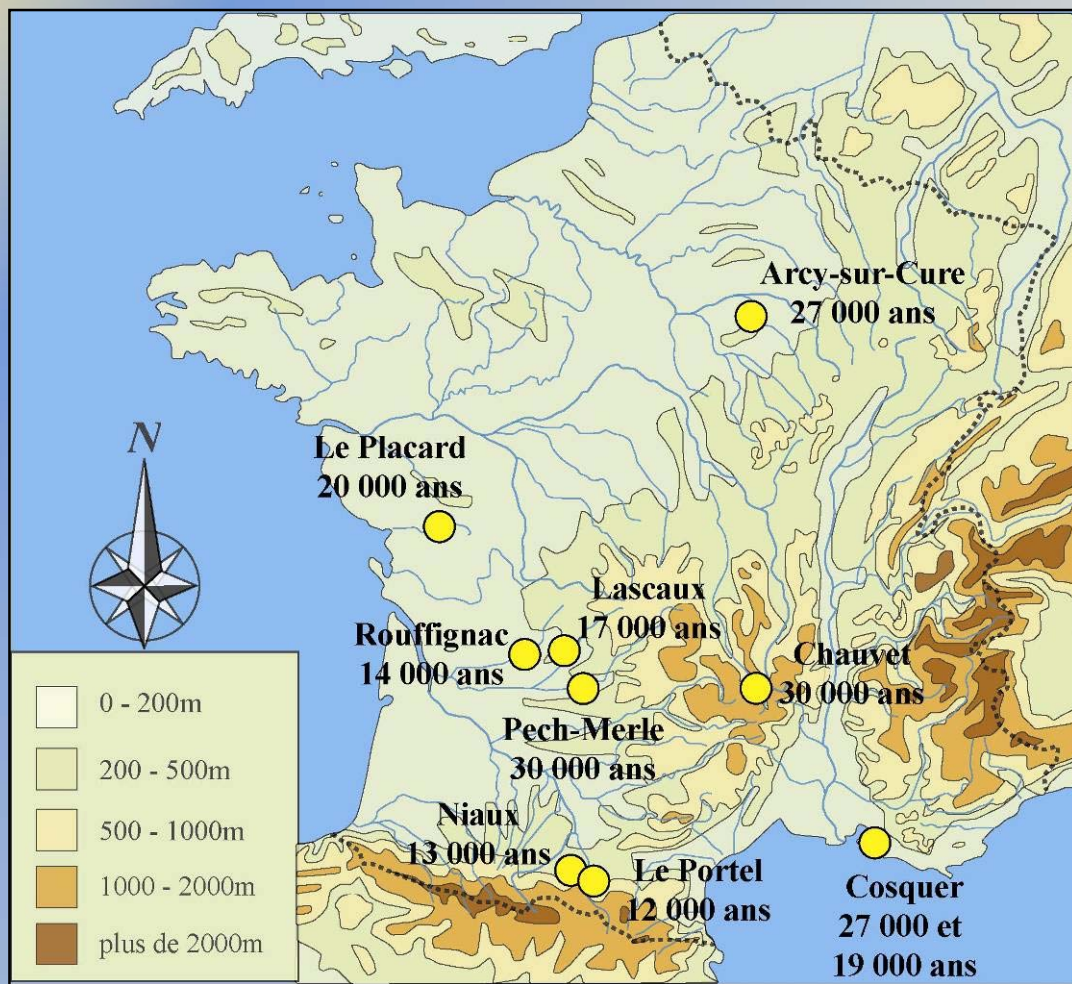 Arcy-sur-Cure
27 000 ans
Le Placard
20 000 ans
N
Lascaux
17 000 ans
Rouffignac
14 000 ans
Chauvet
30 000 ans
Pech-Merle
30 000 ans
Niaux
13 000 ans
Le Portel
12 000 ans
Cosquer
27 000 et
19 000 ans
0 - 200m
200 - 500m
500 - 1000m
1000 - 2000m
plus de 2000m